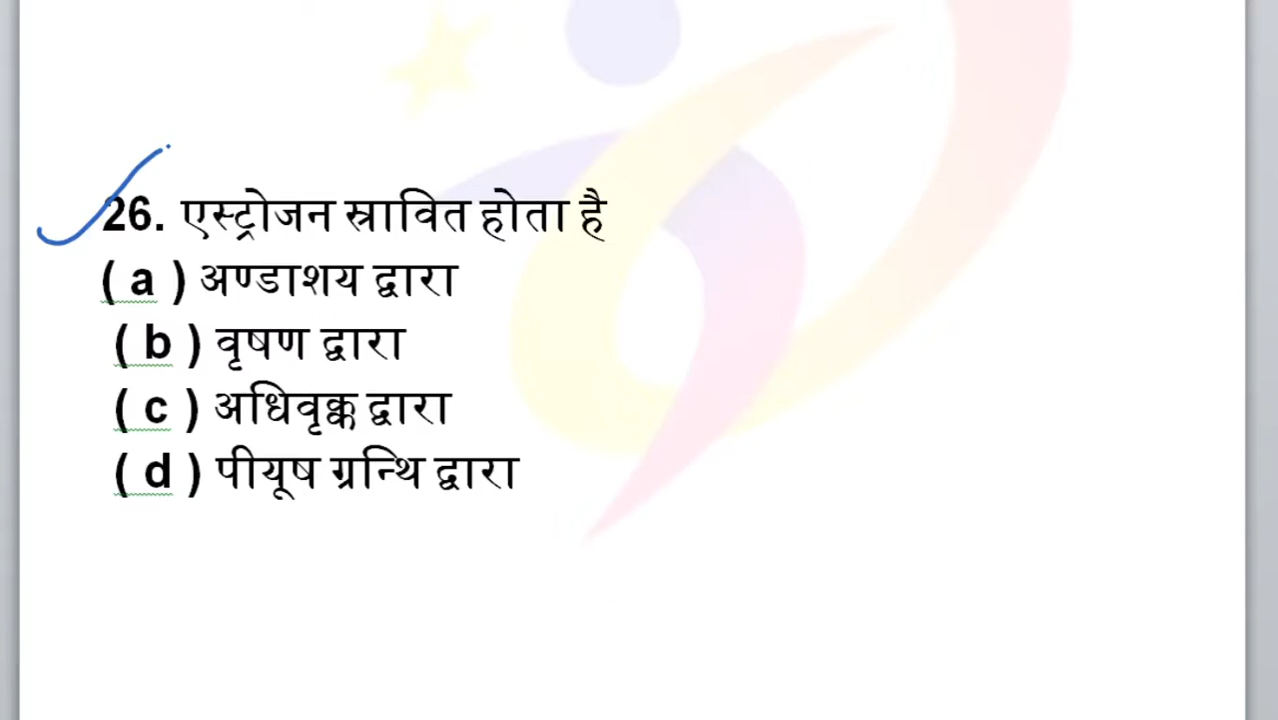 26. एस्ट्रोजन स्रावित होता है
( a ) अण्डाशय द्वारा
( b ) वृषण द्वारा
( c ) अधिवृक्क द्वारा
( d ) पीयूष ग्रन्थि द्वारा